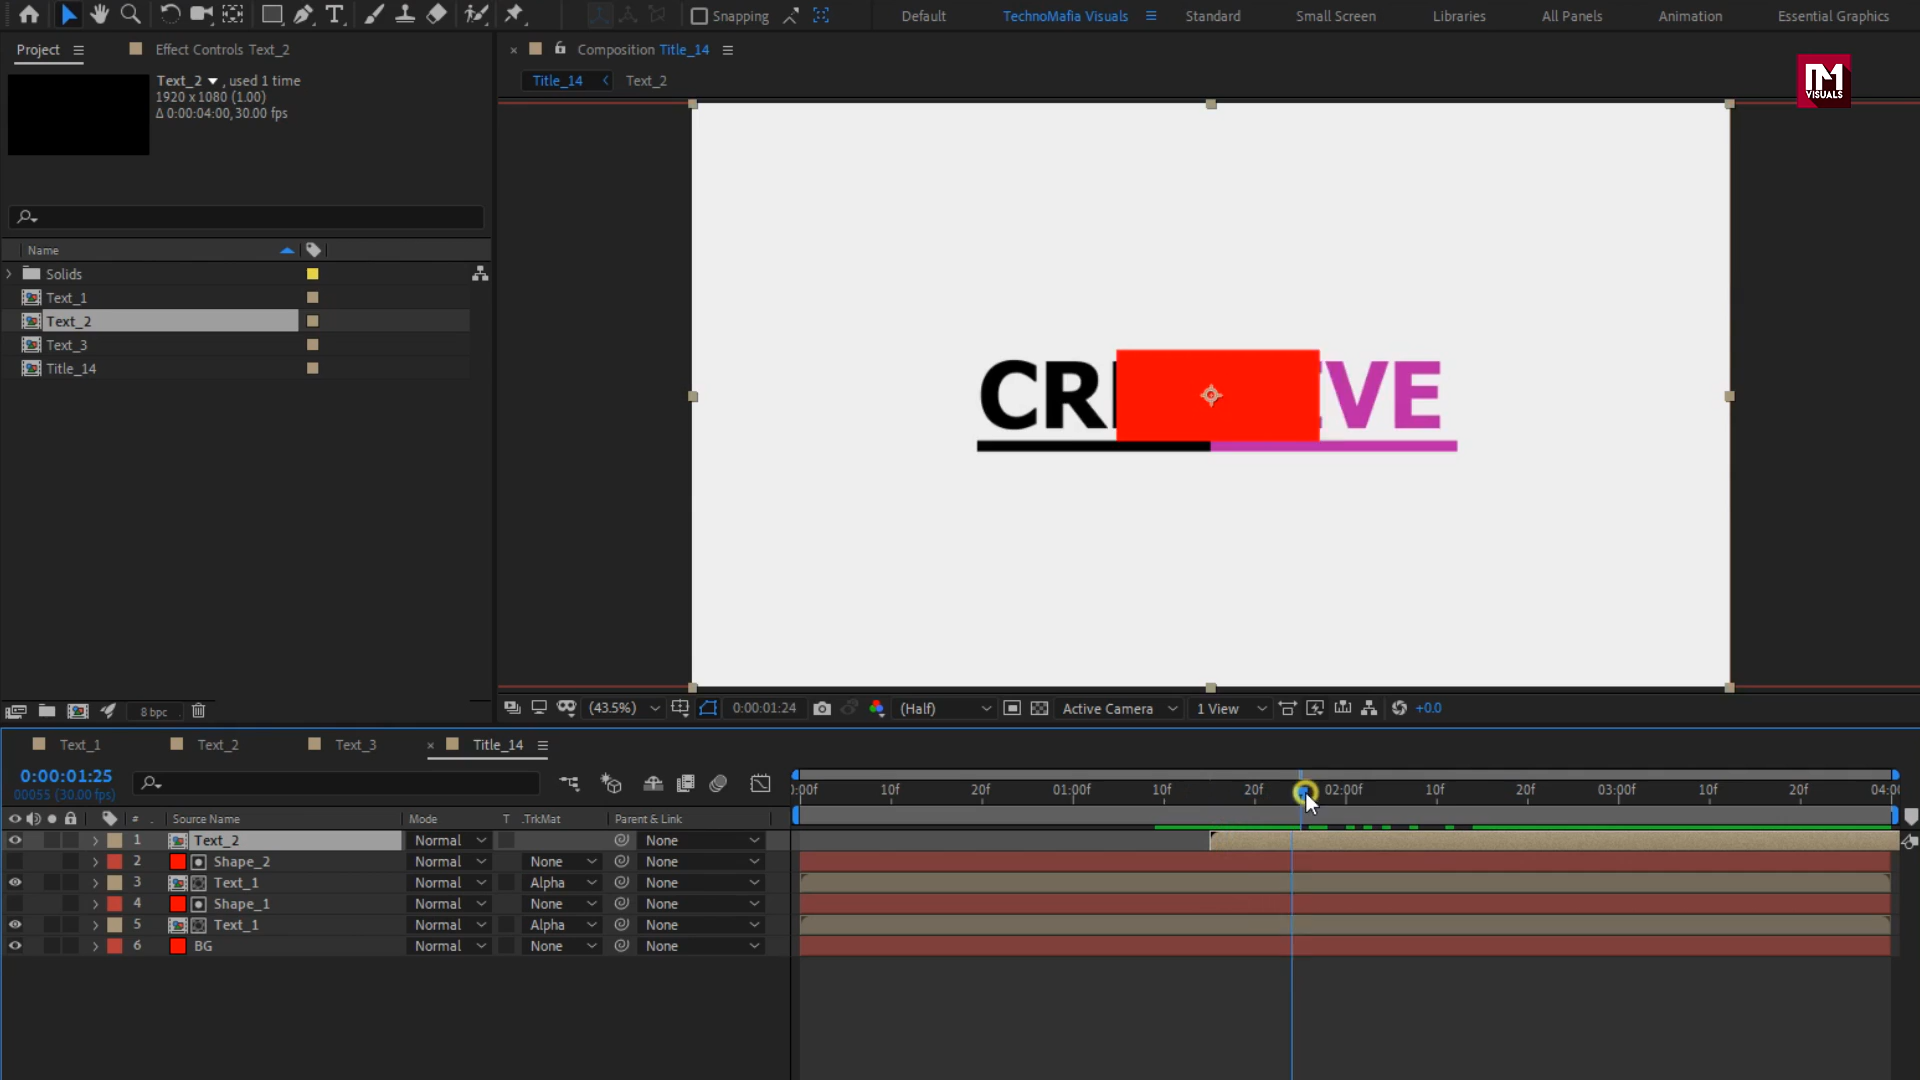 Snapping
Default
TechnoMafia Visuals
Standard
Small Screen
Libraries
All Panels
Animation
Essential Graphics
Project
Effect Controls Text_2
Composition Title_14
VISUALS
Title_14
Text_2
Text_2 , used 1 time
1920 x 1080 (1.00)
Δ 0:00:04:00, 30.00 fps
Name
Solids
Text_1
Text_2
Text_3
Title_14
8 bpc
(43.5%)
0:00:01:24
(Half)
Active Camera
1 View
+0.0
Text_1
Text_2
Text_3
Title_14
0:00:01:25
00055 (30.00 fps)
:00f 10f 20f 01:00f 10f 20f 02:00f 10f 20f 03:00f 10f 20f 04:0
# Source Name Mode T .TrkMat Parent & Link
1 Text_2 Normal None
2 Shape_2 Normal None None
3 Text_1 Normal Alpha None
4 Shape_1 Normal None None
5 Text_1 Normal Alpha None
6 BG Normal None None